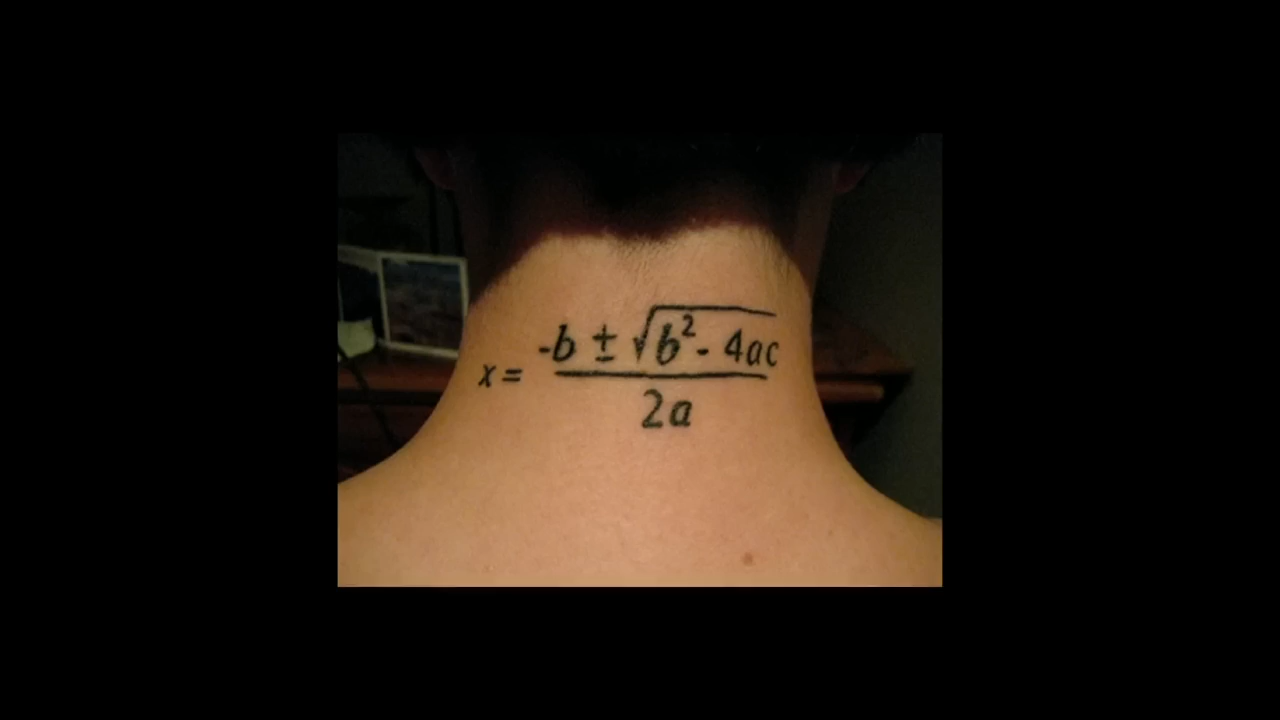 x = -b ± √b² - 4ac
2a